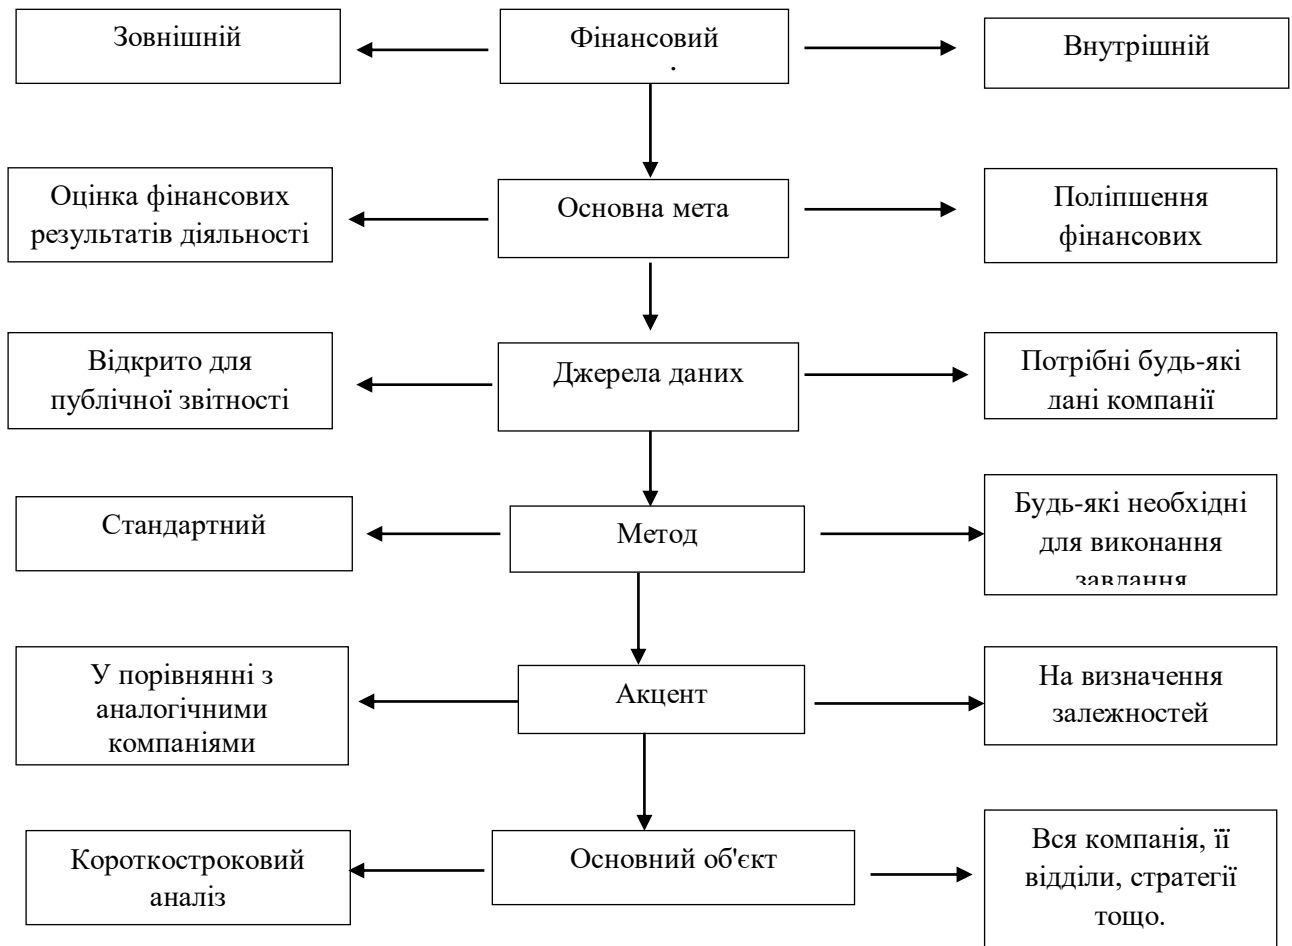 Зовнішній
Фінансовий
Внутрішній
Оцінка фінансових
результатів діяльності
Основна мета
Поліпшення
фінансових
Відкрито для
публічної звітності
Джерела даних
Потрібні будь-які
дані компанії
Стандартний
Метод
Будь-які необхідні
для виконання
завдання
У порівнянні з
аналогічними
компаніями
Акцент
На визначення
залежностей
Короткостроковий
аналіз
Основний об'єкт
Вся компанія, її
відділи, стратегії
тощо.